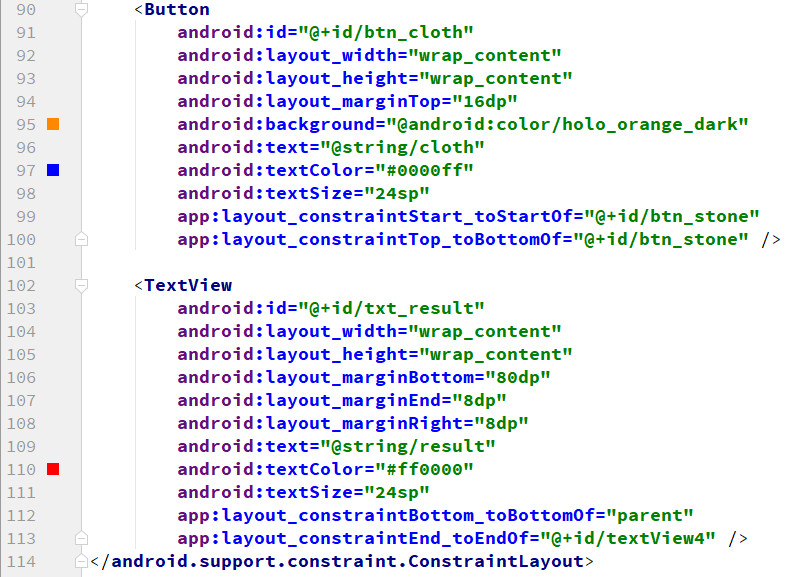 90 <Button
91 android:id="@+id/btn_cloth"
92 android:layout_width="wrap_content"
93 android:layout_height="wrap_content"
94 android:layout_marginTop="16dp"
95 android:background="@android:color/holo_orange_dark"
96 android:text="@string/cloth"
97 android:textColor="#0000ff"
98 android:textSize="24sp"
99 app:layout_constraintStart_toStartOf="@+id/btn_stone"
100 app:layout_constraintTop_toBottomOf="@+id/btn_stone" />
101
102 <TextView
103 android:id="@+id/txt_result"
104 android:layout_width="wrap_content"
105 android:layout_height="wrap_content"
106 android:layout_marginBottom="80dp"
107 android:layout_marginEnd="8dp"
108 android:layout_marginRight="8dp"
109 android:text="@string/result"
110 android:textColor="#ff0000"
111 android:textSize="24sp"
112 app:layout_constraintBottom_toBottomOf="parent"
113 app:layout_constraintEnd_toEndOf="@+id/textView4" />
114 </android.support.constraint.ConstraintLayout>